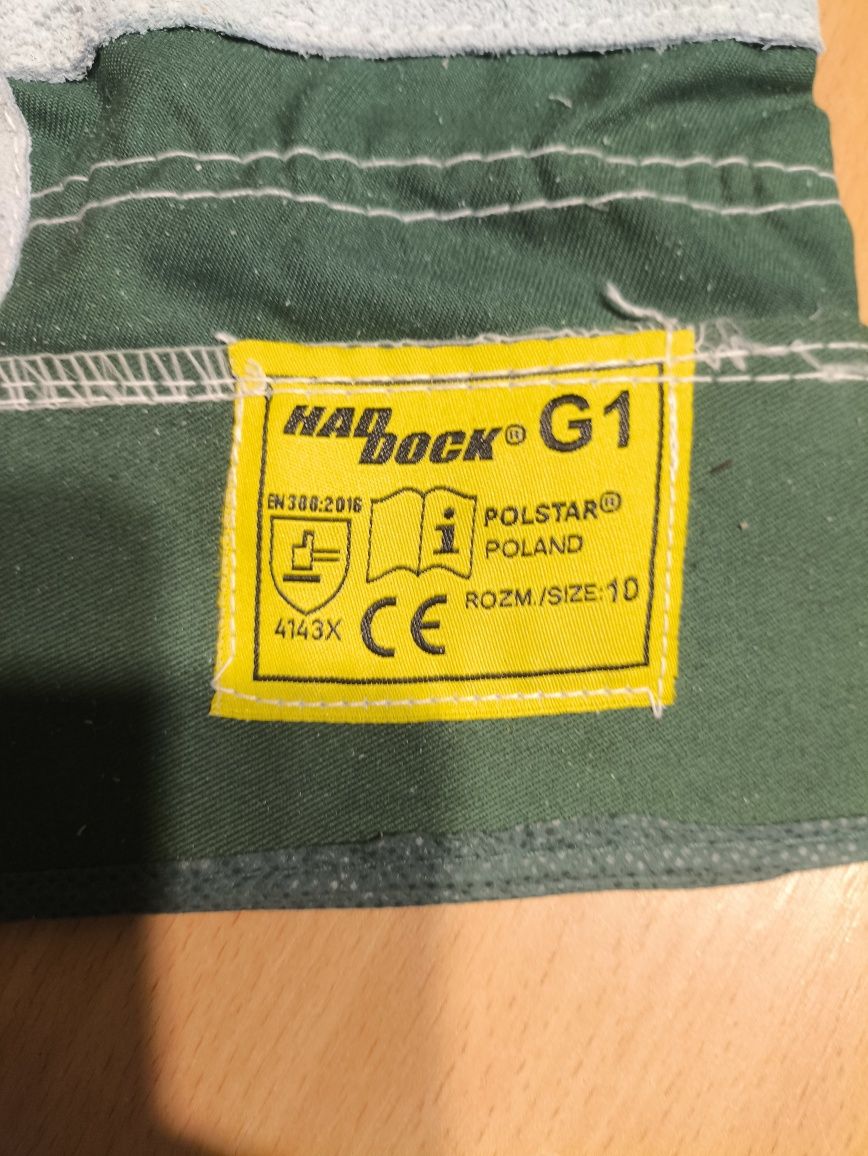 HADDOCK® G1
EN 388:2016
i
POLSTAR®
POLAND
ROZM./SIZE: 10
4143X
CE